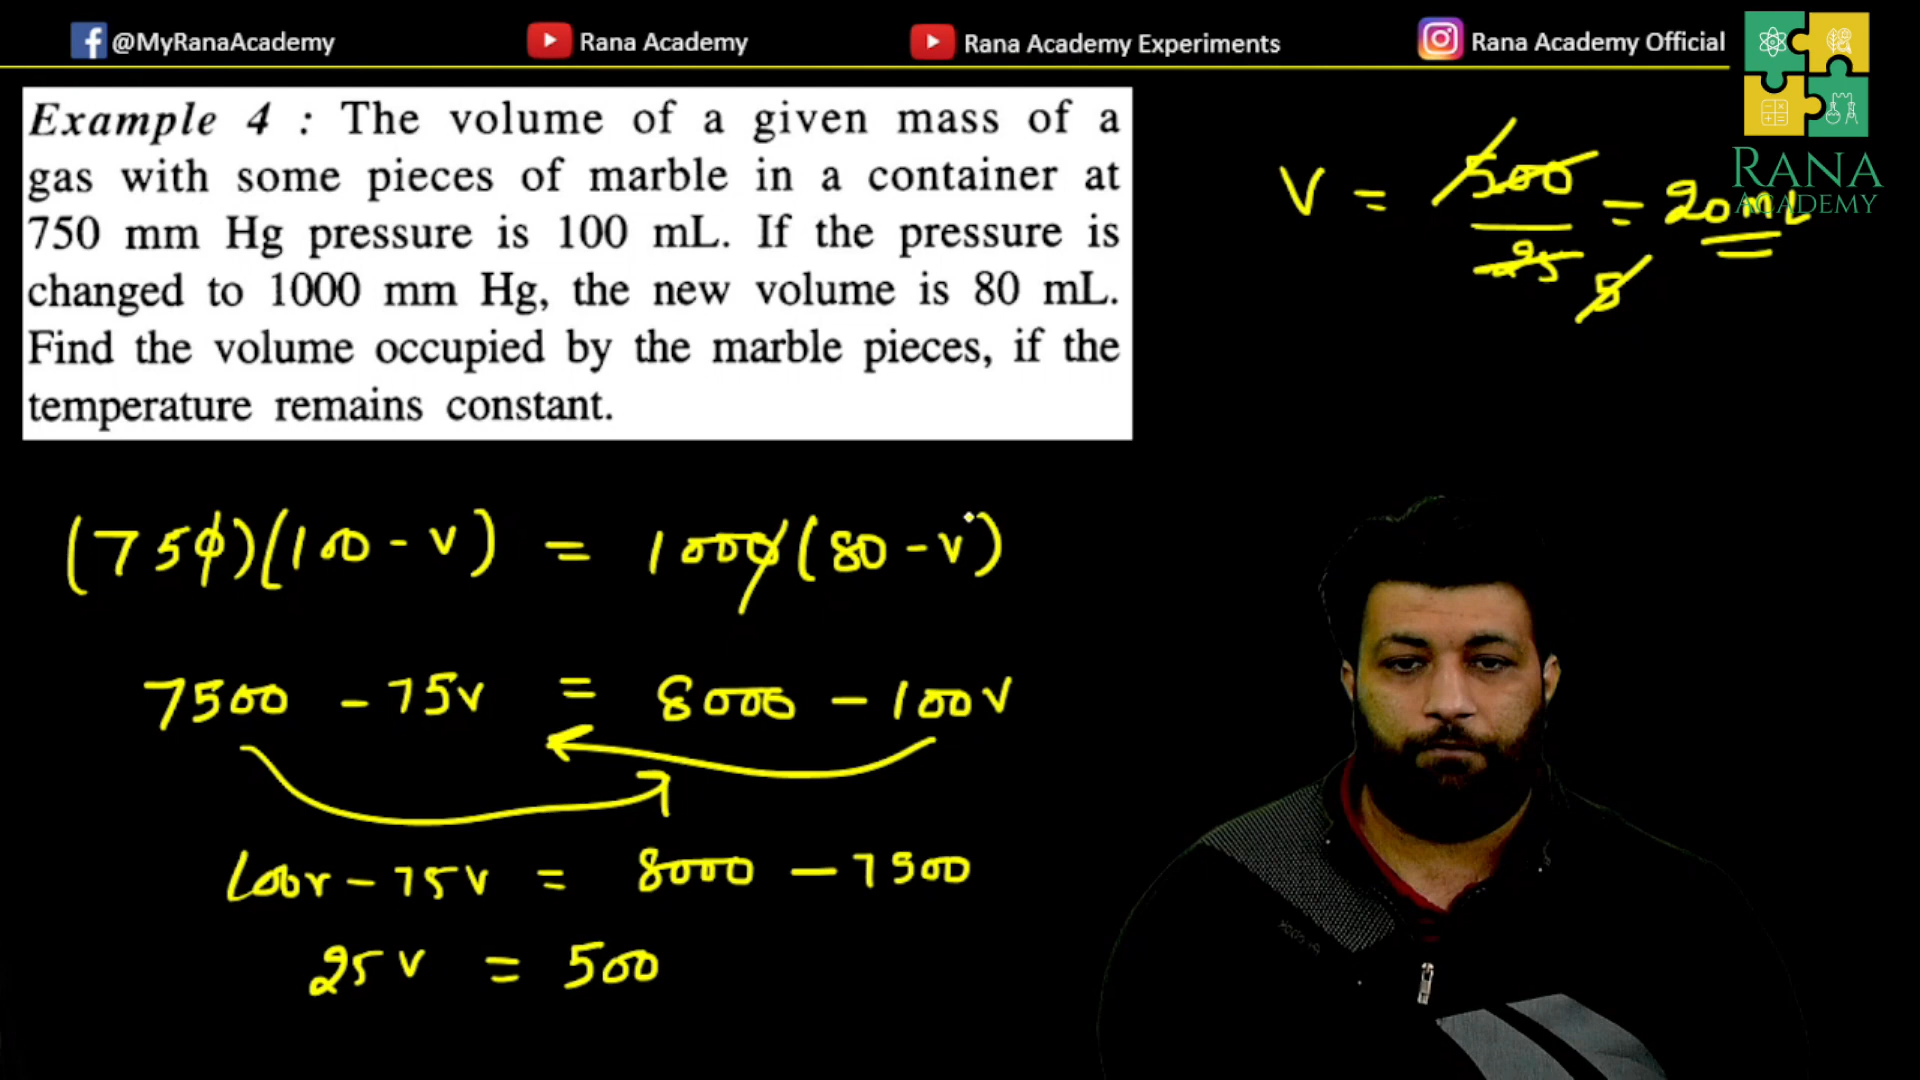 @MyRanaAcademy
Rana Academy
Rana Academy Experiments
Rana Academy Official
RANA
ACADEMY
Example 4 : The volume of a given mass of a
gas with some pieces of marble in a container at
750 mm Hg pressure is 100 mL. If the pressure is
changed to 1000 mm Hg, the new volume is 80 mL.
Find the volume occupied by the marble pieces, if the
temperature remains constant.
V = 500/25 = 20 mL
5
(750)(100 - V) = 1000(80 - V)
7500 - 75V = 8000 - 100V
100V - 75V = 8000 - 7500
25V = 500